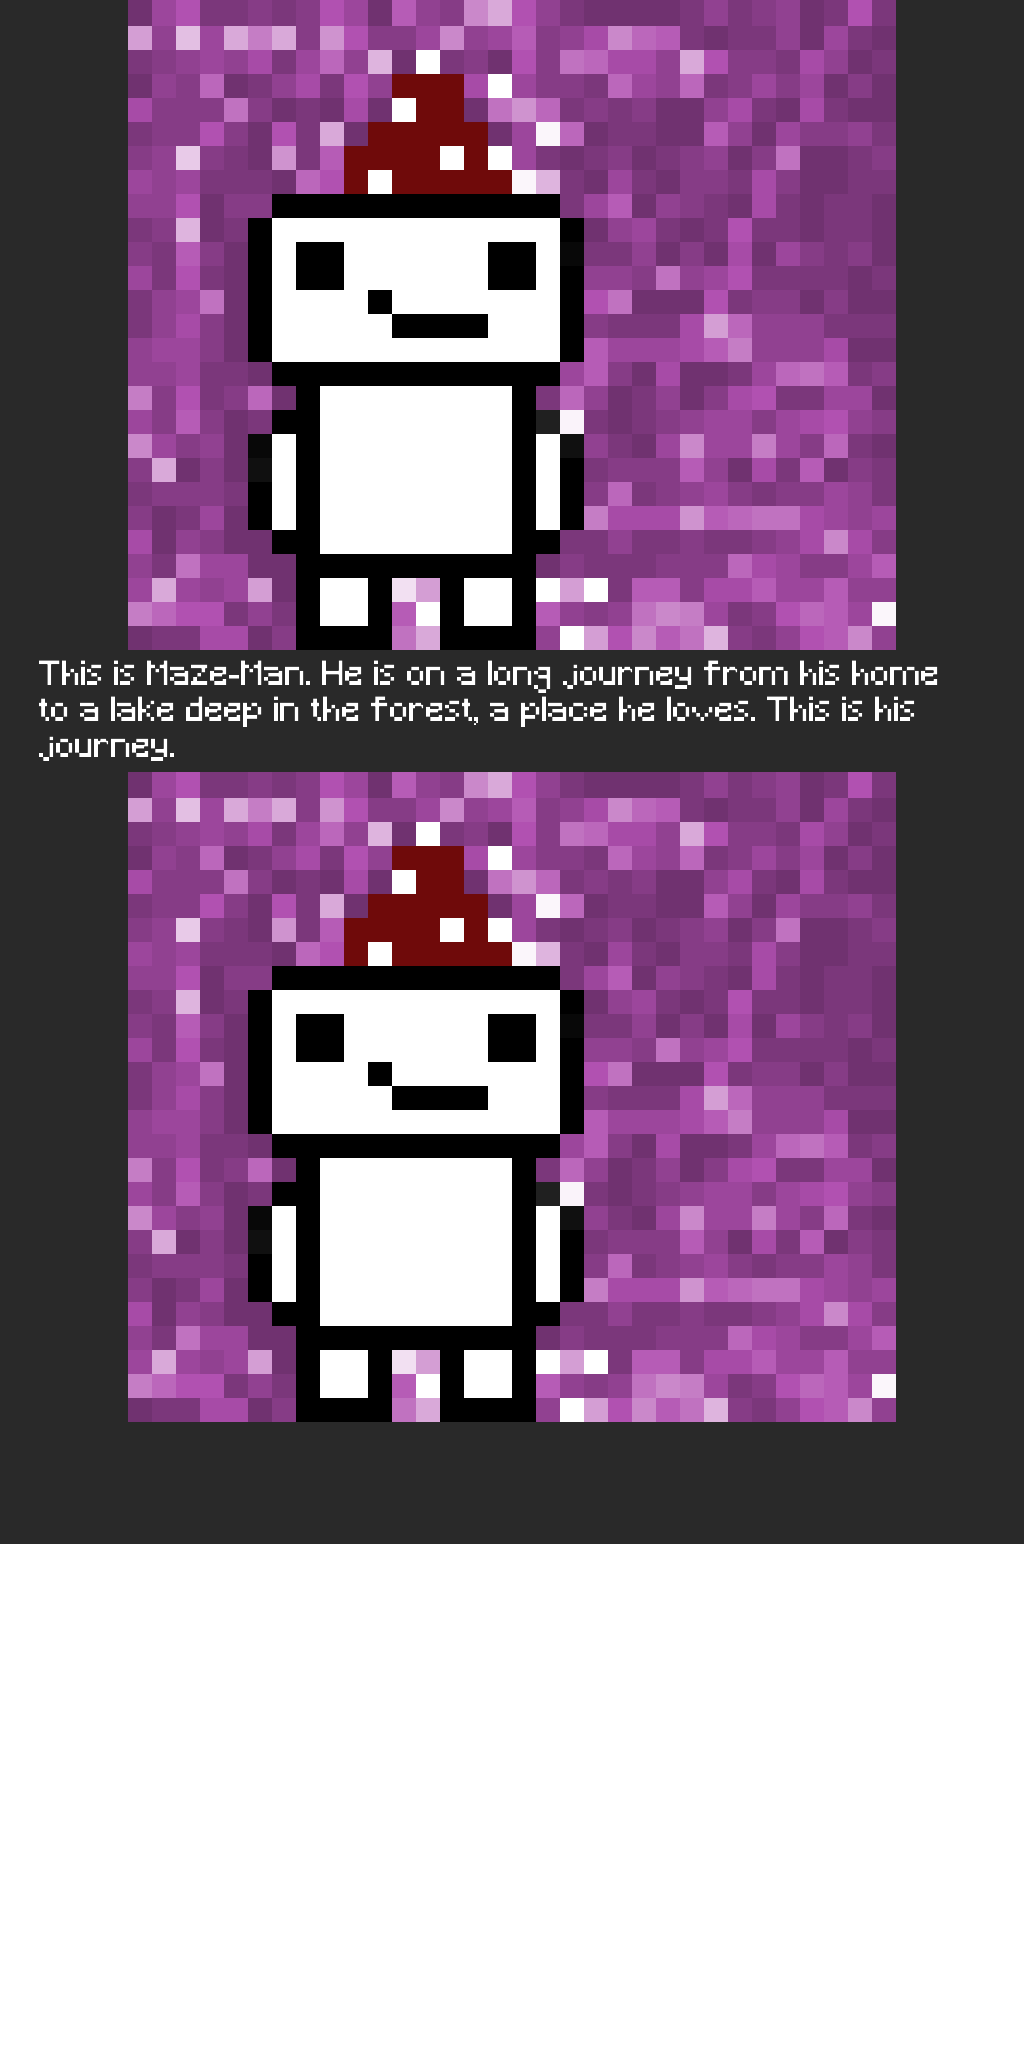 This is Maze-Man. He is on a long journey from his home
to a lake deep in the forest, a place he loves. This is his
journey.